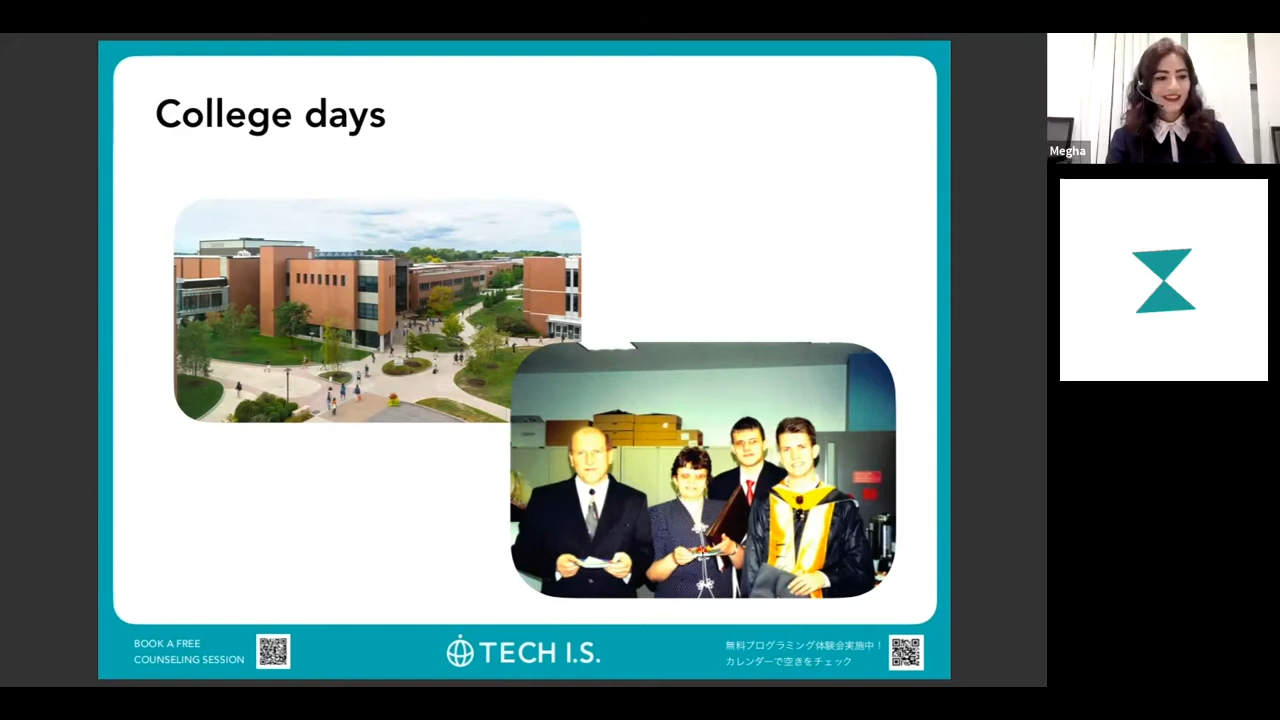 College days
Megha
BOOK A FREE
COUNSELING SESSION
TECH I.S.
無料プログラミング体験会実施中！
カレンダーで空きをチェック